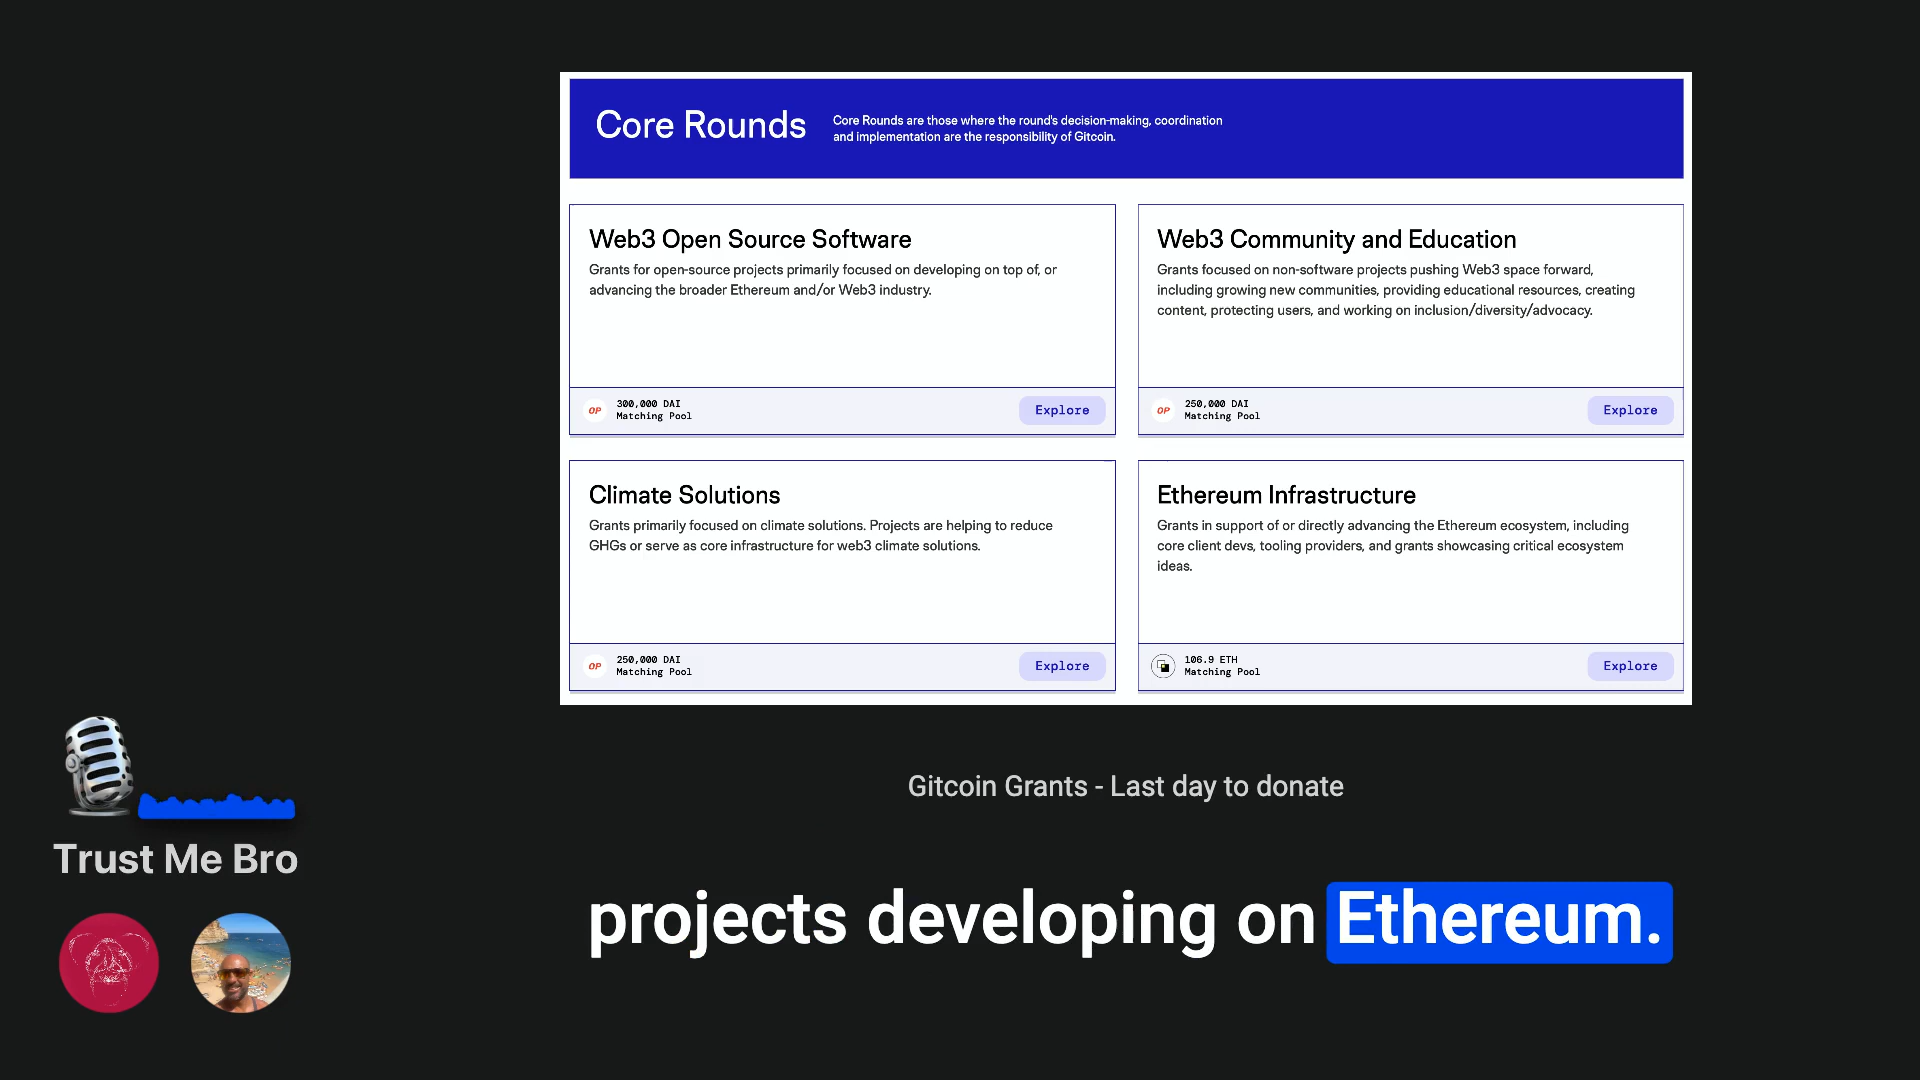 Core Rounds
Core Rounds are those where the round's decision-making, coordination
and implementation are the responsibility of Gitcoin.
Web3 Open Source Software
Grants for open-source projects primarily focused on developing on top of, or
advancing the broader Ethereum and/or Web3 industry.
OP
300,000 DAI
Matching Pool
Explore
Web3 Community and Education
Grants focused on non-software projects pushing Web3 space forward,
including growing new communities, providing educational resources, creating
content, protecting users, and working on inclusion/diversity/advocacy.
OP
250,000 DAI
Matching Pool
Explore
Climate Solutions
Grants primarily focused on climate solutions. Projects are helping to reduce
GHGs or serve as core infrastructure for web3 climate solutions.
OP
250,000 DAI
Matching Pool
Explore
Ethereum Infrastructure
Grants in support of or directly advancing the Ethereum ecosystem, including
core client devs, tooling providers, and grants showcasing critical ecosystem
ideas.
106.9 ETH
Matching Pool
Explore
Gitcoin Grants - Last day to donate
Trust Me Bro
projects developing on Ethereum.